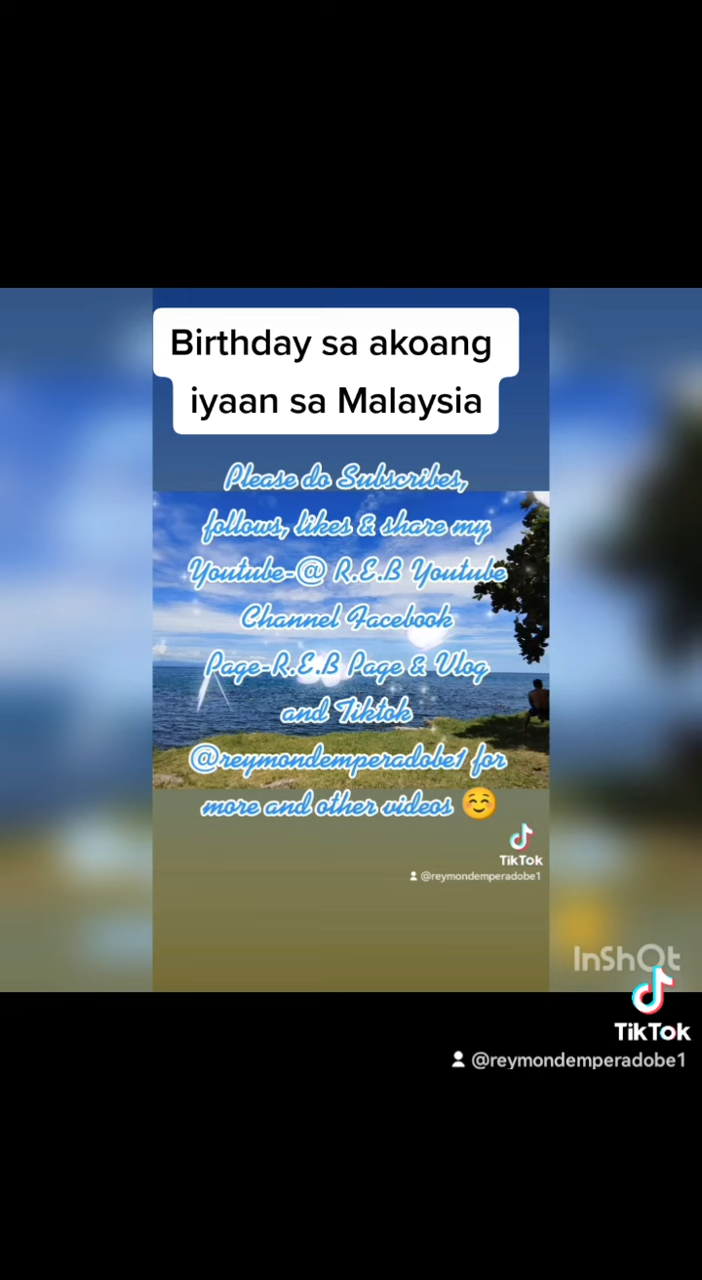 Birthday sa akoang
iyaan sa Malaysia
Please do Subscribes,
follows, likes & share my
Youtube-@ R.E.B Youtube
Channel Facebook
Page-R.E.B Page & Vlog
and Tiktok
@reymondemperadobe1 for
more and other videos ☺️
TikTok
@reymondemperadobe1
InShOt
TikTok
@reymondemperadobe1